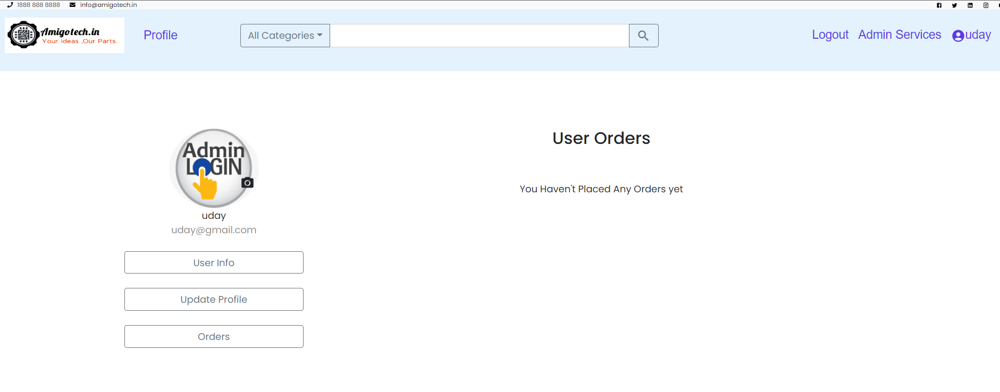 1888 888 8888 info@amigotech.in
Amigotech.in
Your Ideas ,Our Parts.
Profile
All Categories
Logout Admin Services uday
Admin
LOGIN
uday
uday@gmail.com
User Info
Update Profile
Orders
User Orders
You Haven't Placed Any Orders yet